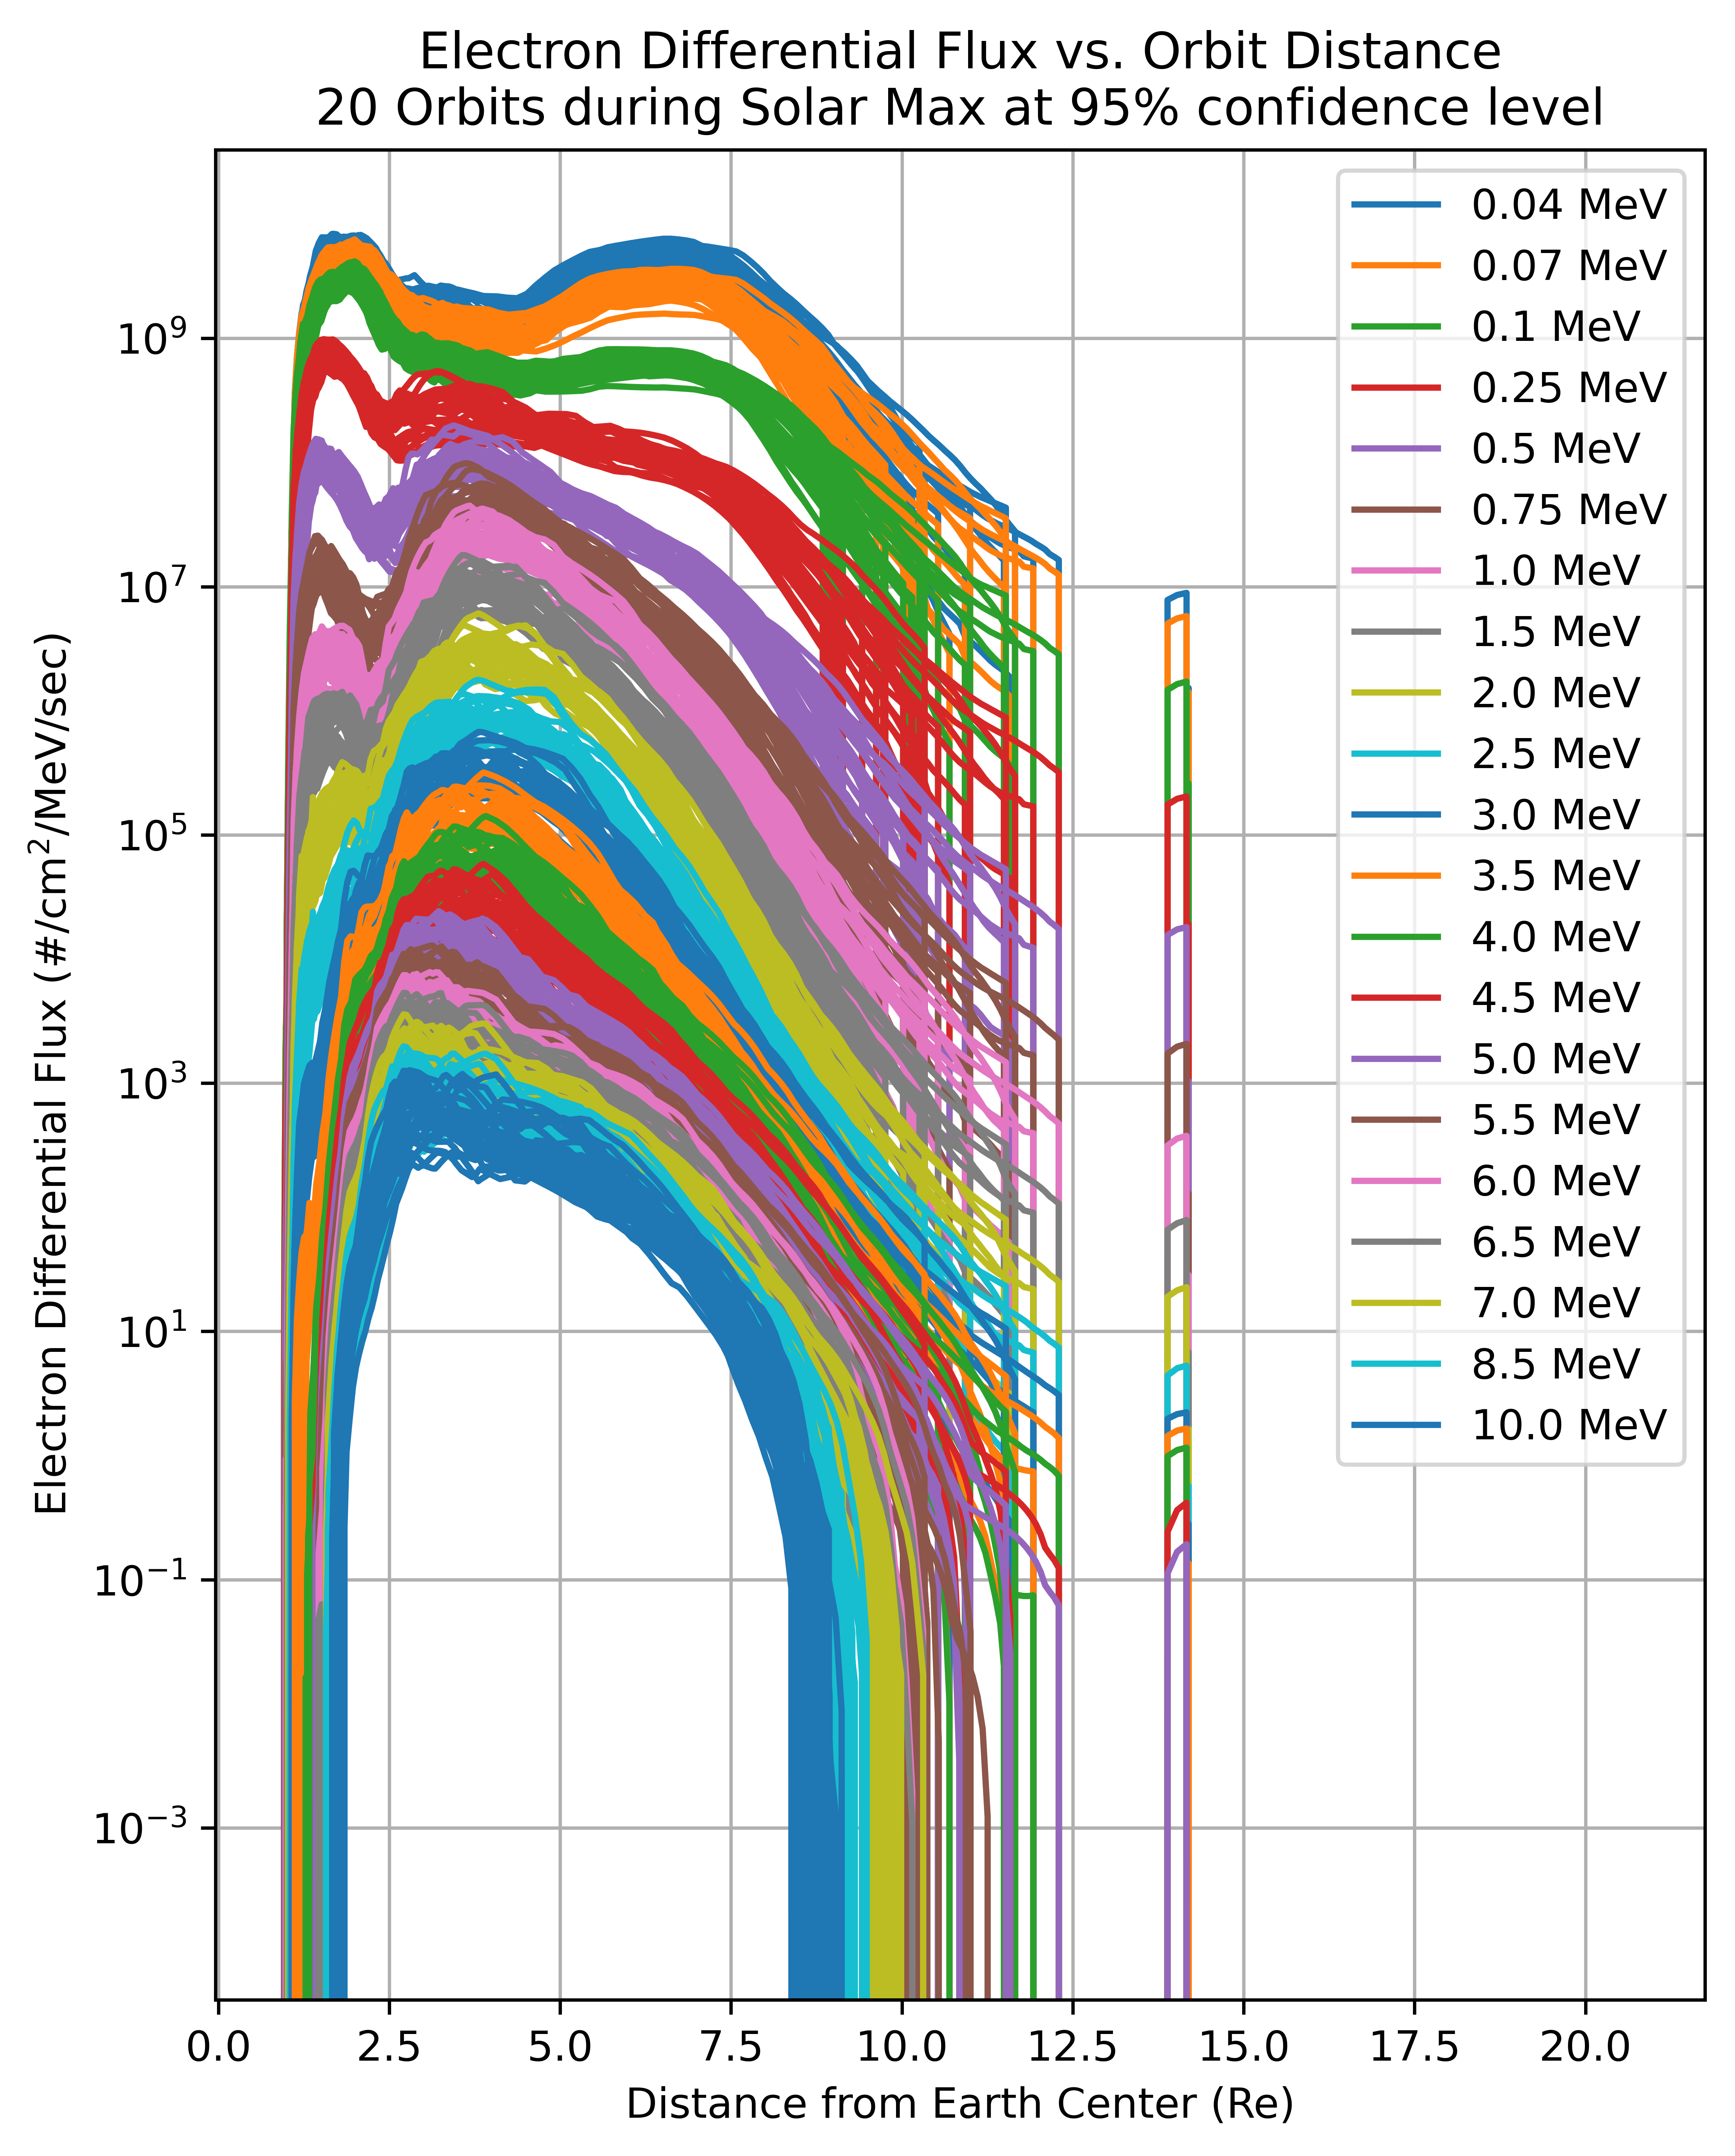 Electron Differential Flux vs. Orbit Distance
20 Orbits during Solar Max at 95% confidence level
Electron Differential Flux (#/cm²/MeV/sec)
10⁹
10⁷
10⁵
10³
10¹
10⁻¹
10⁻³
0.04 MeV
0.07 MeV
0.1 MeV
0.25 MeV
0.5 MeV
0.75 MeV
1.0 MeV
1.5 MeV
2.0 MeV
2.5 MeV
3.0 MeV
3.5 MeV
4.0 MeV
4.5 MeV
5.0 MeV
5.5 MeV
6.0 MeV
6.5 MeV
7.0 MeV
8.5 MeV
10.0 MeV
0.0 2.5 5.0 7.5 10.0 12.5 15.0 17.5 20.0
Distance from Earth Center (Re)